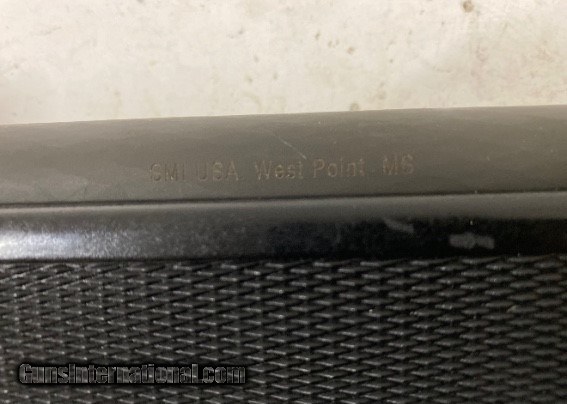 SMI USA West Point MS
GunsInternational.com